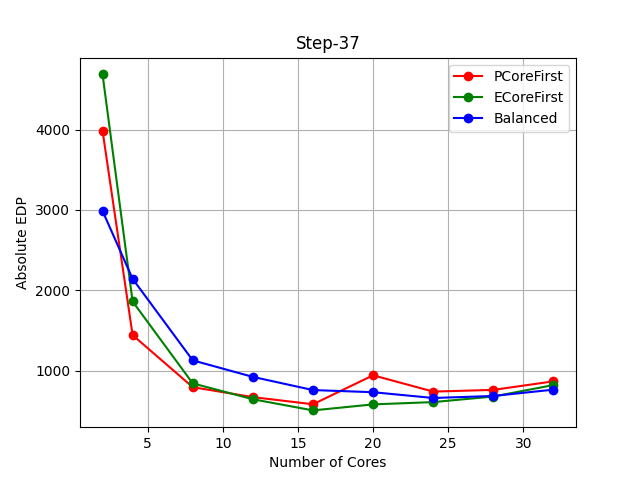 Step-37
PCoreFirst
ECoreFirst
Balanced
Absolute EDP
4000
3000
2000
1000
5
10
15
20
25
30
Number of Cores